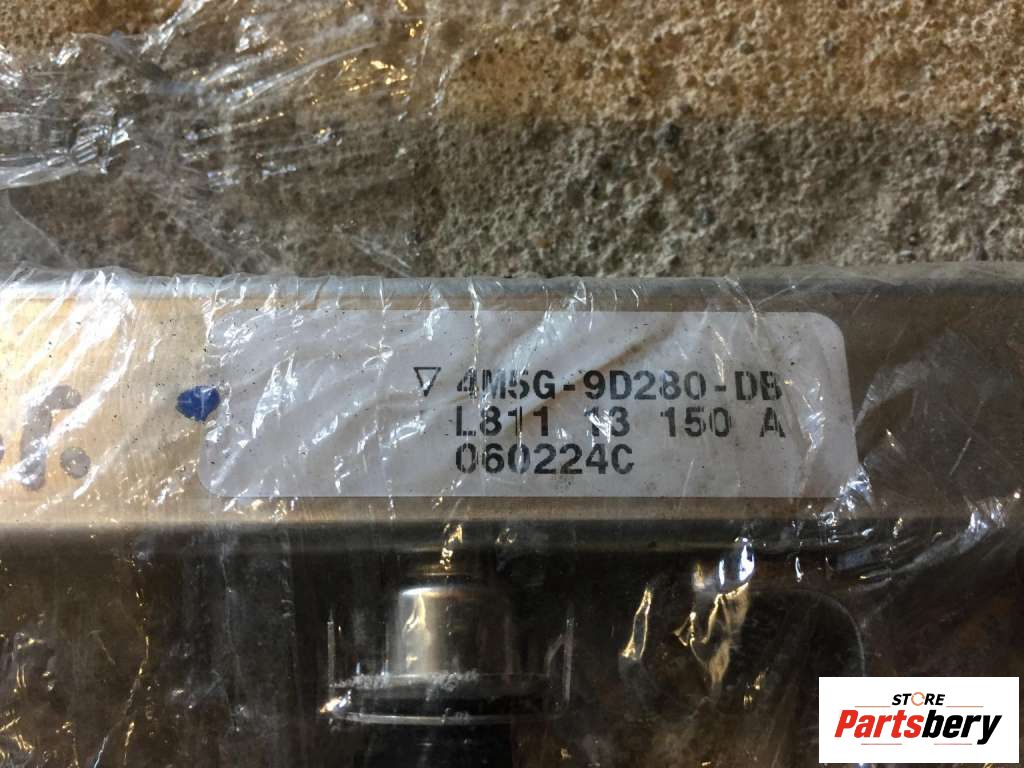 ▽ 4M5G-9D280-DB
L811 13 150 A
060224C
STORE
Partsbery